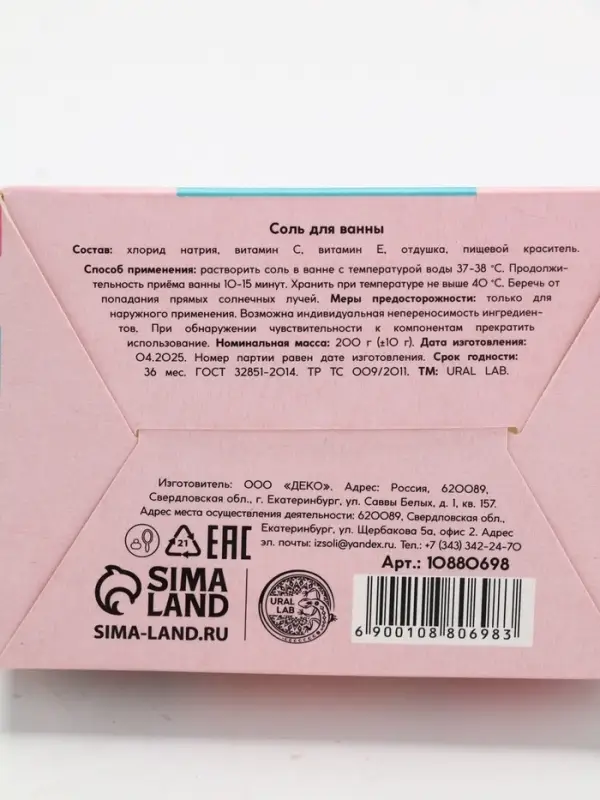 Соль для ванны
Состав: хлорид натрия, витамин С, витамин Е, отдушка, пищевой краситель.
Способ применения: растворить соль в ванне с температурой воды 37-38 °С. Продолжи-
тельность приёма ванны 10-15 минут. Хранить при температуре не выше 40 °С. Беречь от
попадания прямых солнечных лучей. Меры предосторожности: только для
наружного применения. Возможна индивидуальная непереносимость ингредиен-
тов. При обнаружении чувствительности к компонентам прекратить
использование. Номинальная масса: 200 г (±10 г). Дата изготовления:
04.2025. Номер партии равен дате изготовления. Срок годности:
36 мес. ГОСТ 32851-2014. ТР ТС 009/2011. ТМ: URAL LAB.
Изготовитель: ООО «ДЕКО». Адрес: Россия, 620089,
Свердловская обл., г. Екатеринбург, ул. Саввы Белых, д. 1, кв. 157.
Адрес места осуществления деятельности: 620089, Свердловская обл.,
Екатеринбург, ул. Щербакова 5а, офис 2. Адрес
эл. почты: izsoli@yandex.ru. Тел.: +7 (343) 342-24-70
21 ЕАС
Арт.: 10880698
SIMA
LAND
SIMA-LAND.RU
URAL
LAB
6 900108 806983